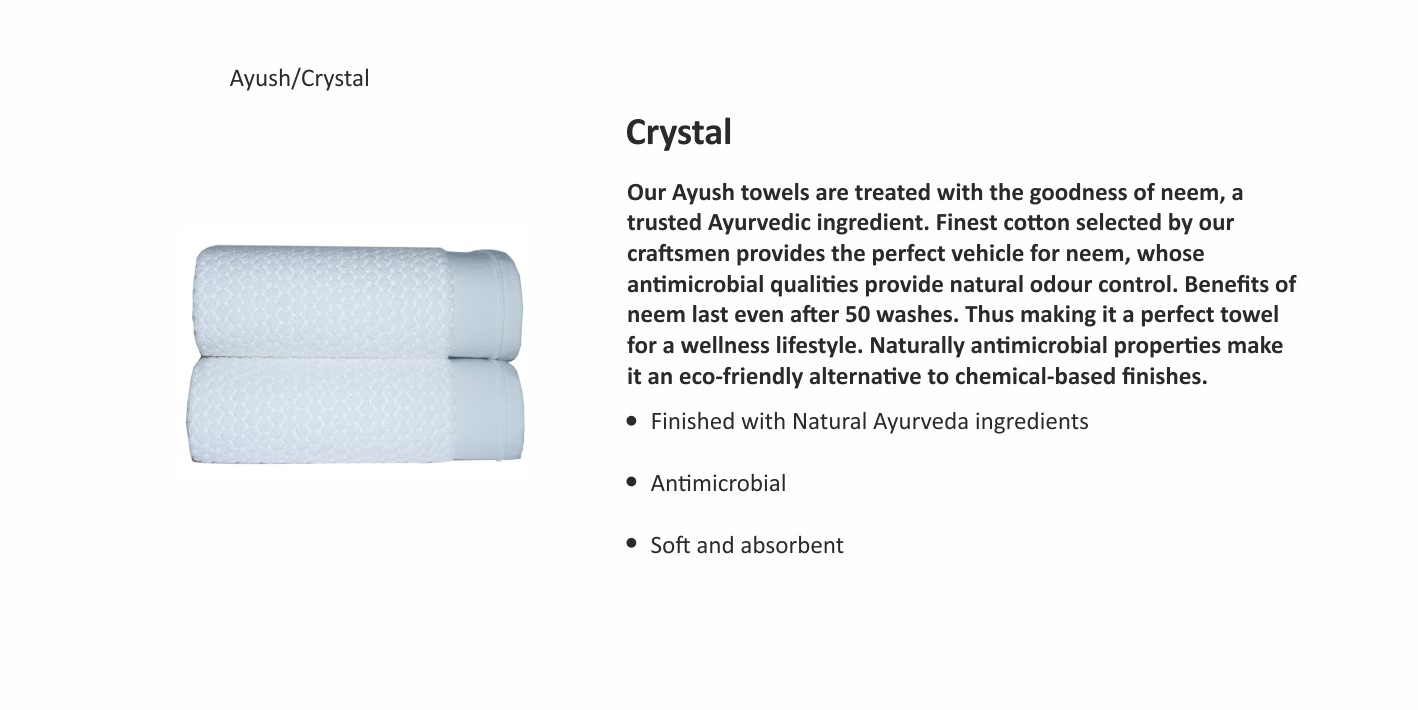 Ayush/Crystal
Crystal
Our Ayush towels are treated with the goodness of neem, a
trusted Ayurvedic ingredient. Finest cotton selected by our
craftsmen provides the perfect vehicle for neem, whose
antimicrobial qualities provide natural odour control. Benefits of
neem last even after 50 washes. Thus making it a perfect towel
for a wellness lifestyle. Naturally antimicrobial properties make
it an eco-friendly alternative to chemical-based finishes.
• Finished with Natural Ayurveda ingredients
• Antimicrobial
• Soft and absorbent